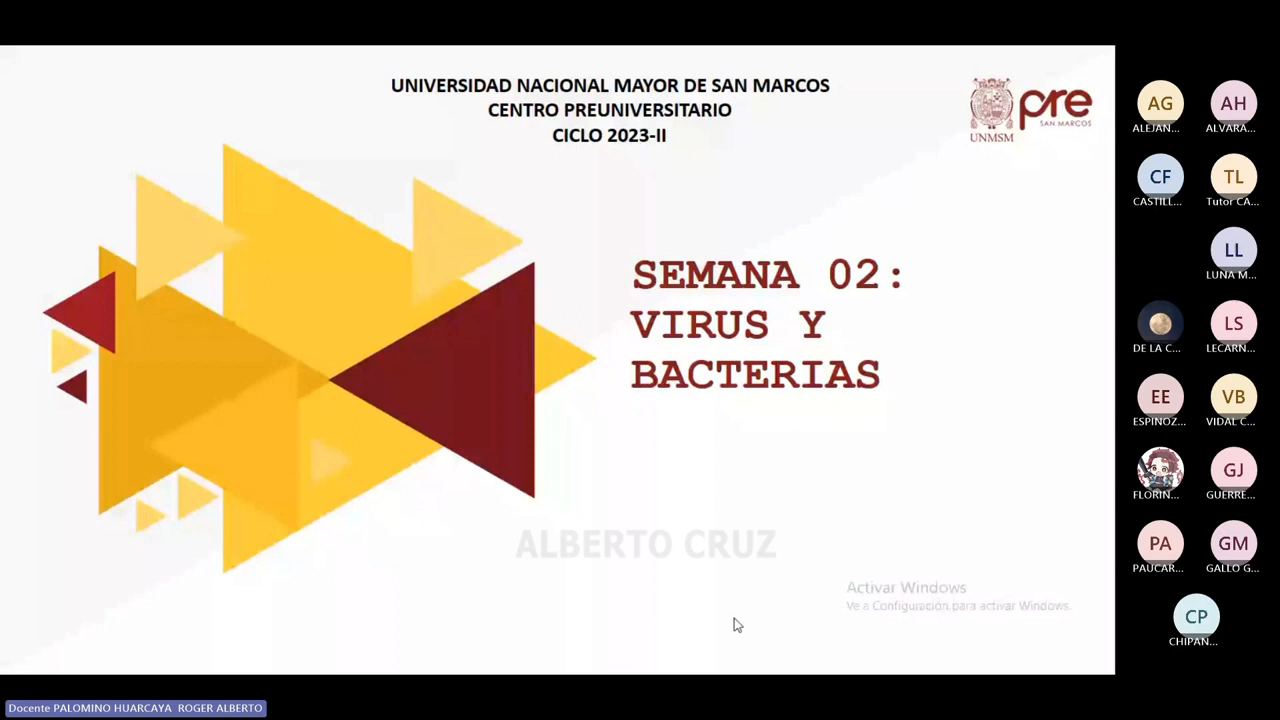 UNIVERSIDAD NACIONAL MAYOR DE SAN MARCOS
CENTRO PREUNIVERSITARIO
CICLO 2023-II
UNMSM
pre
SAN MARCOS
SEMANA 02:
VIRUS Y
BACTERIAS
ALBERTO CRUZ
Activar Windows
Ve a Configuración para activar Windows.
AG
ALEJAN...
AH
ALVARA...
CF
CASTILL...
TL
Tutor CA...
LL
LUNA M...
DE LA C...
LS
LECARN...
EE
ESPINOZ...
VB
VIDAL C...
FLORIN...
GJ
GUERRE...
PA
PAUCAR...
GM
GALLO G...
CP
CHIPAN...
Docente PALOMINO HUARCAYA ROGER ALBERTO